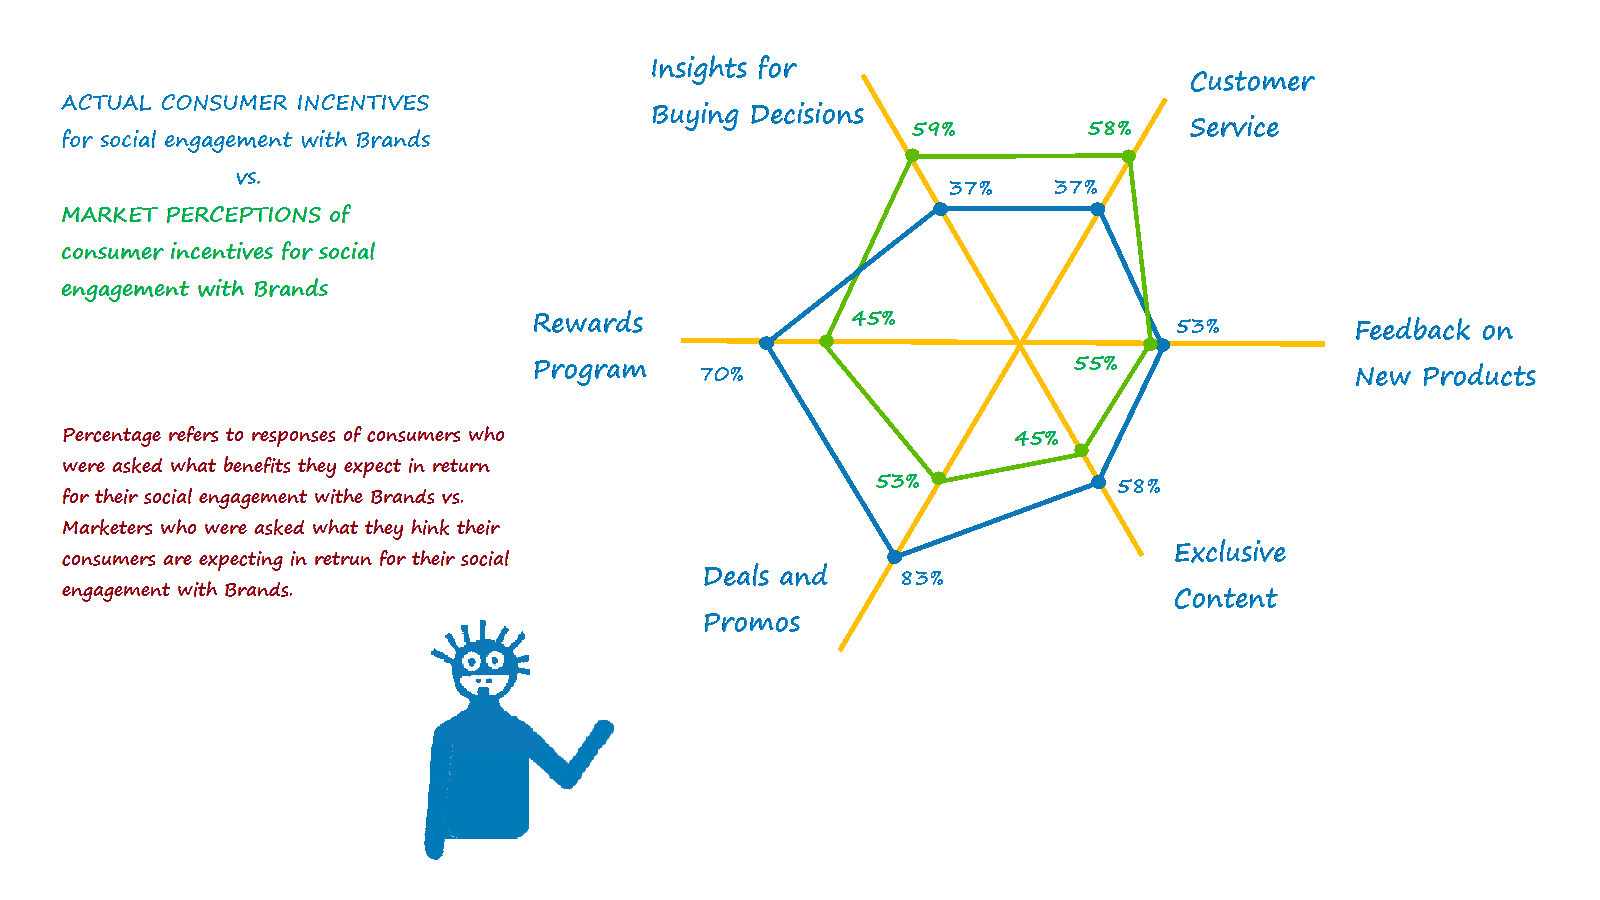 ACTUAL CONSUMER INCENTIVES
for social engagement with Brands
vs.
MARKET PERCEPTIONS of
consumer incentives for social
engagement with Brands
Percentage refers to responses of consumers who
were asked what benefits they expect in return
for their social engagement withe Brands vs.
Marketers who were asked what they hink their
consumers are expecting in retrun for their social
engagement with Brands.
Insights for
Buying Decisions
Customer
Service
59%
58%
37%
37%
Rewards
Program
45%
70%
53%
55%
Feedback on
New Products
45%
53%
58%
Deals and
Promos
83%
Exclusive
Content